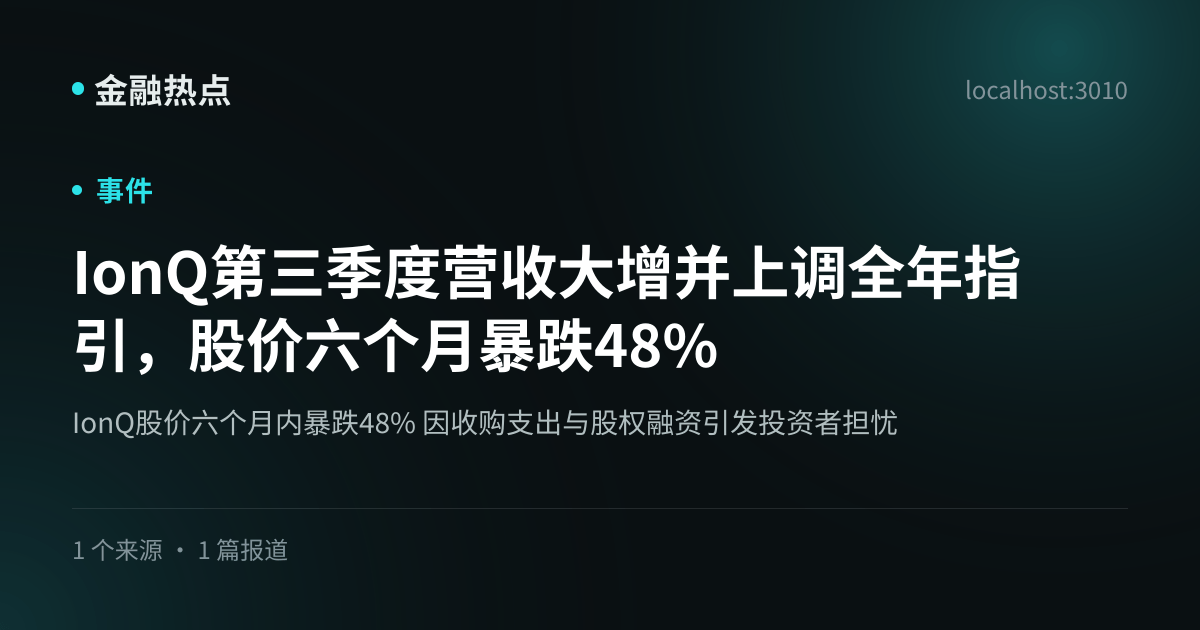 金融热点
localhost:3010
事件
IonQ第三季度营收大增并上调全年指
引，股价六个月暴跌48%
IonQ股价六个月内暴跌48% 因收购支出与股权融资引发投资者担忧
1 个来源 · 1 篇报道